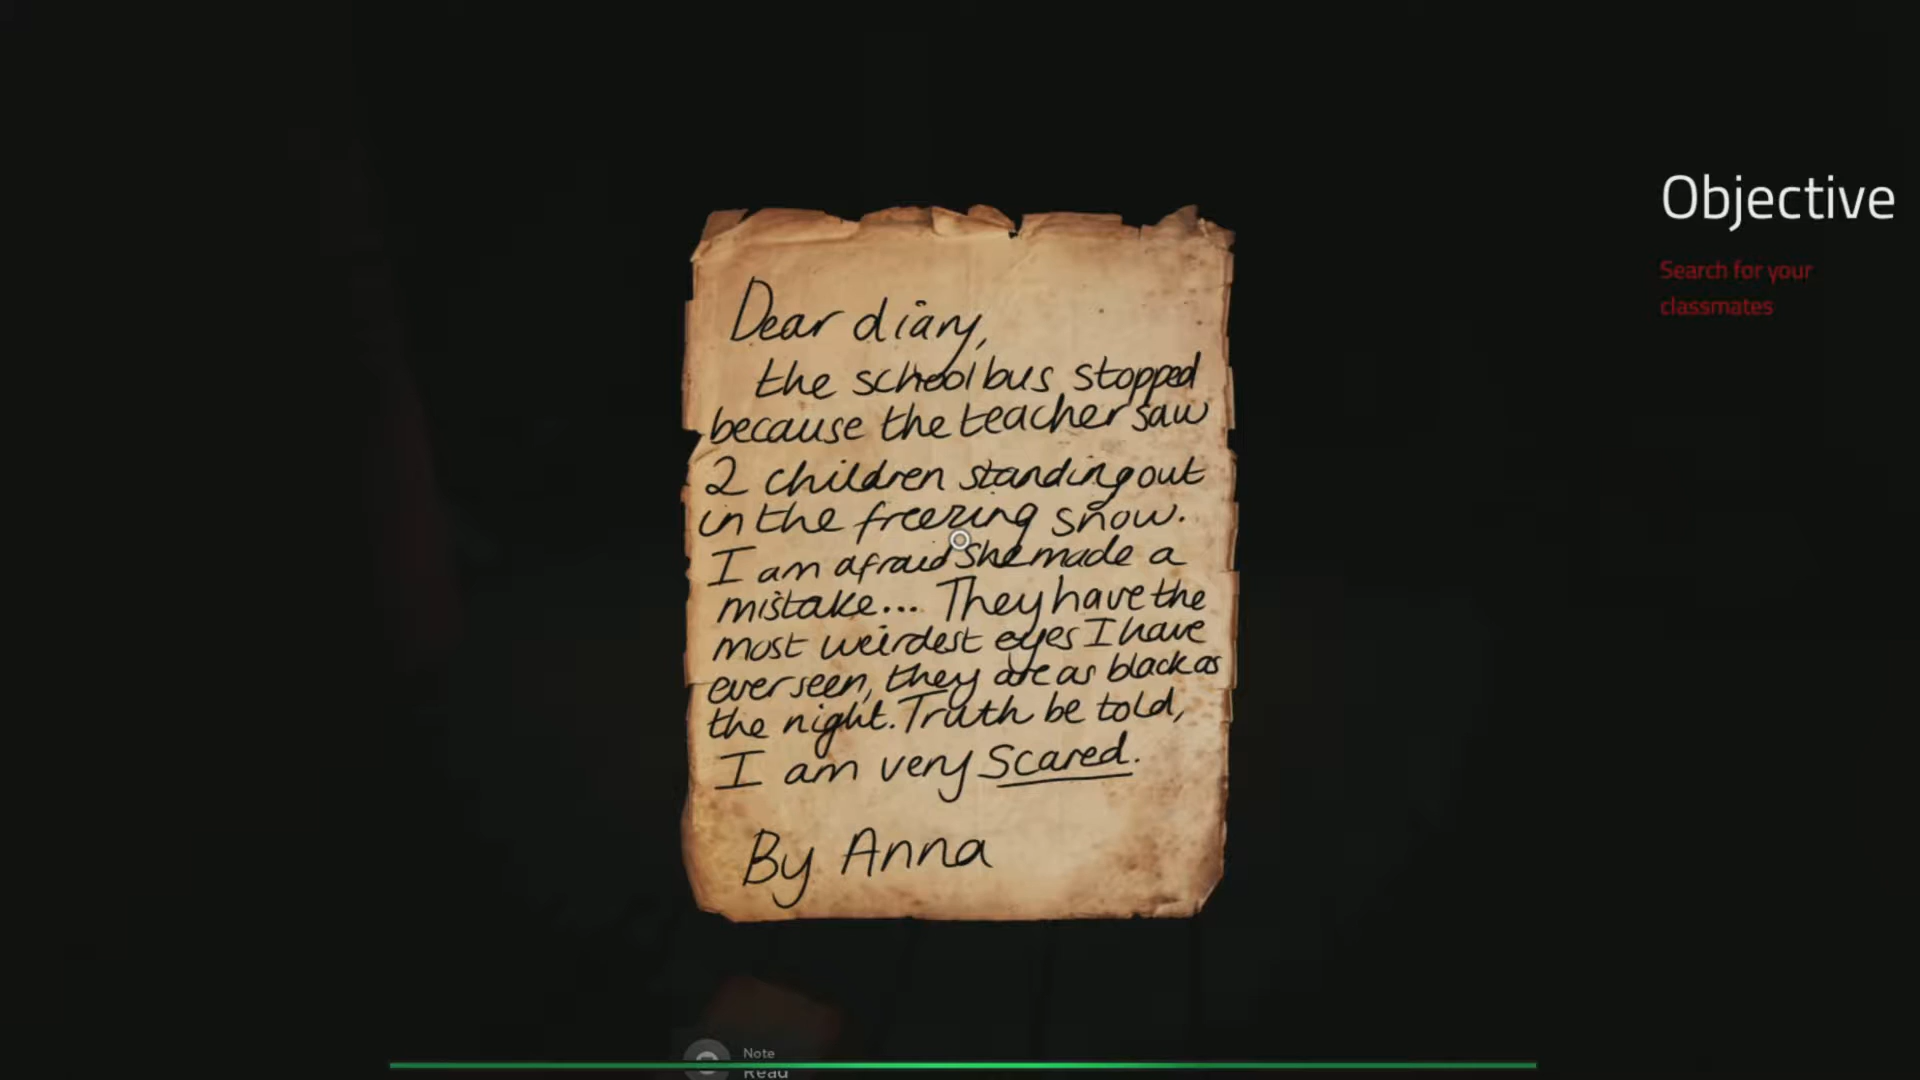 Objective
Search for your
classmates
Dear diary,
the school bus stopped
because the teacher saw
2 children standing out
in the freezing snow.
I am afraid she made a
mistake... They have the
most weirdest eyes I have
ever seen, they are as black as
the night. Truth be told,
I am very Scared.
By Anna
Note
Read